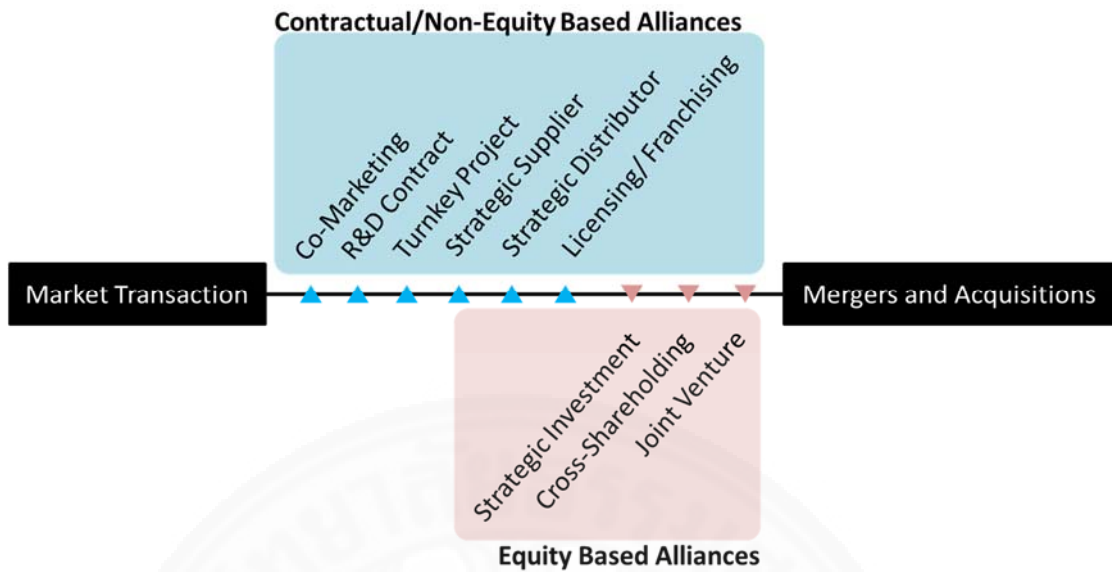 Contractual/Non-Equity Based Alliances
Co-Marketing
R&D Contract
Turnkey Project
Strategic Supplier
Strategic Distributor
Licensing/ Franchising
Market Transaction
Mergers and Acquisitions
Strategic Investment
Cross-Shareholding
Joint Venture
Equity Based Alliances